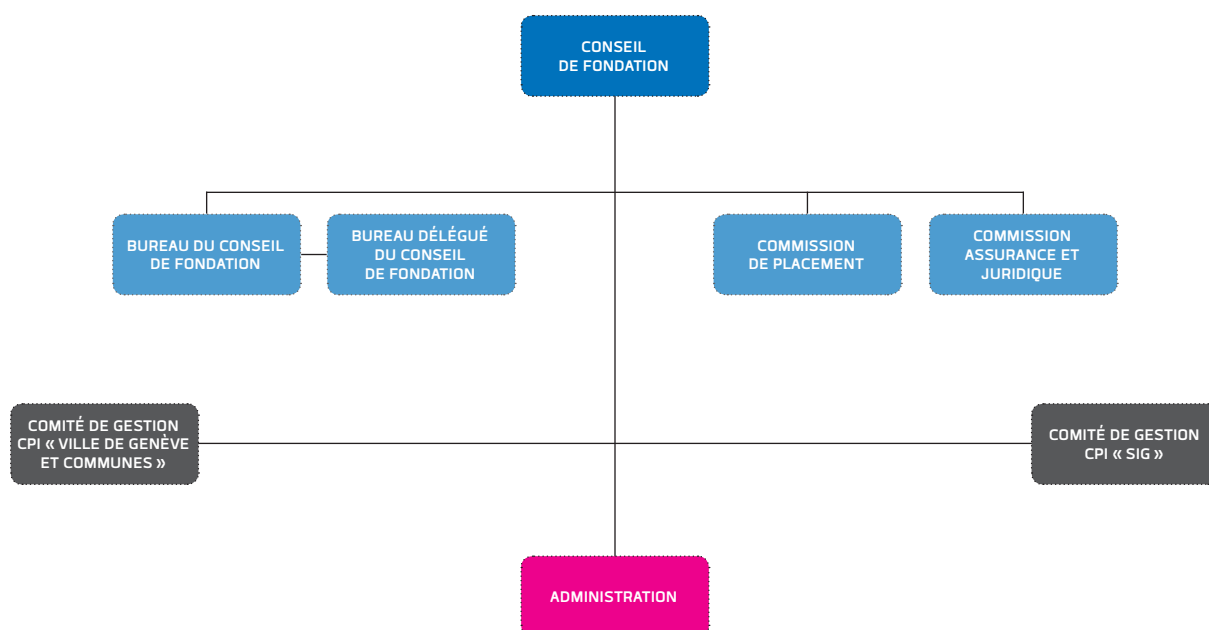 CONSEIL
DE FONDATION
BUREAU DU CONSEIL
DE FONDATION
BUREAU DÉLÉGUÉ
DU CONSEIL
DE FONDATION
COMMISSION
DE PLACEMENT
COMMISSION
ASSURANCE ET
JURIDIQUE
COMITÉ DE GESTION
CPI « VILLE DE GENÈVE
ET COMMUNES »
COMITÉ DE GESTION
CPI « SIG »
ADMINISTRATION